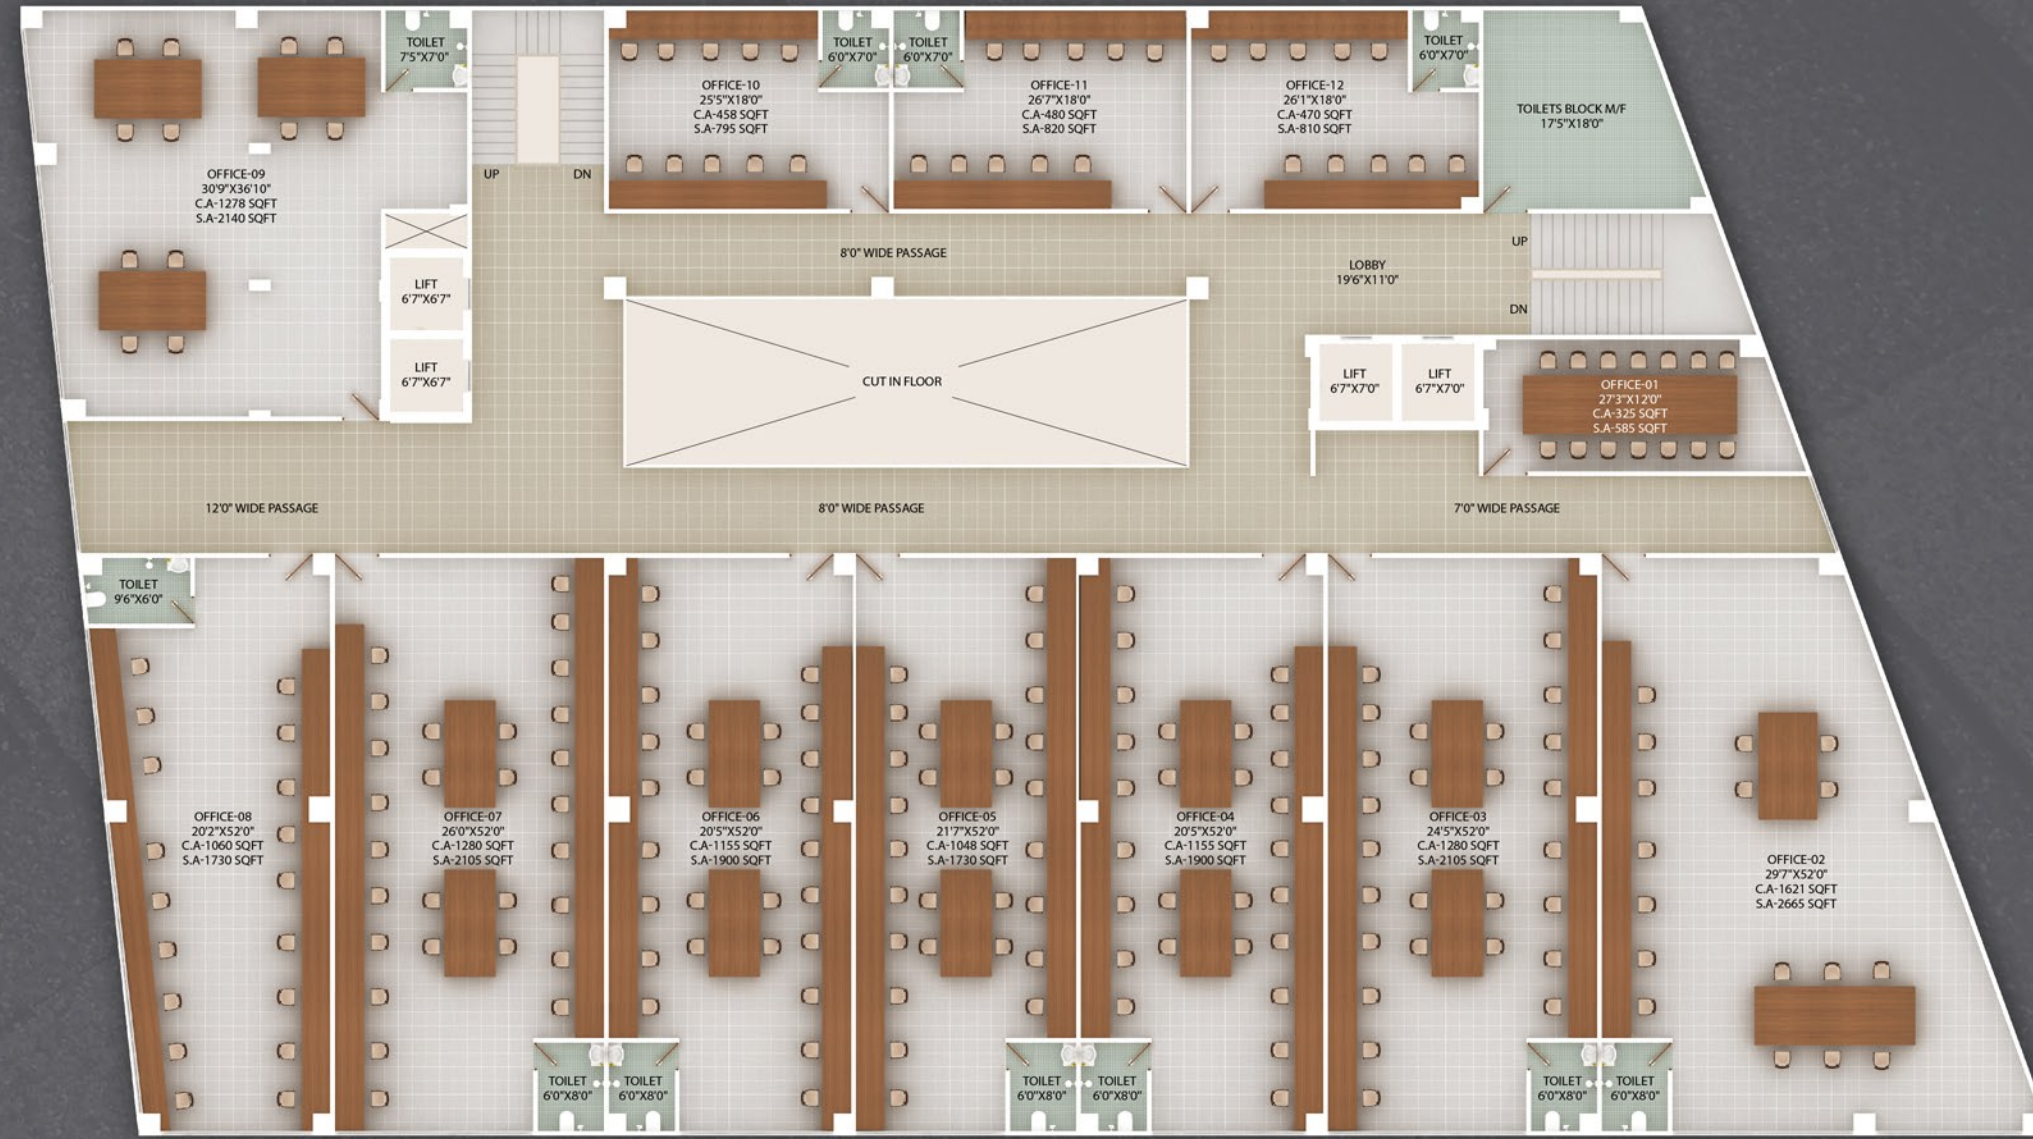 TOILET
7'5"X7'0"
TOILET
6'0"X7'0"
TOILET
6'0"X7'0"
TOILET
6'0"X7'0"
OFFICE-10
25'5"X18'0"
C.A-458 SQFT
S.A-795 SQFT
OFFICE-11
26'7"X18'0"
C.A-480 SQFT
S.A-820 SQFT
OFFICE-12
26'1"X18'0"
C.A-470 SQFT
S.A-810 SQFT
TOILETS BLOCK M/F
17'5"X18'0"
OFFICE-09
30'9"X36'10"
C.A-1278 SQFT
S.A-2140 SQFT
UP
DN
8'0" WIDE PASSAGE
LOBBY
19'6"X11'0"
UP
DN
LIFT
6'7"X6'7"
LIFT
6'7"X6'7"
CUT IN FLOOR
LIFT
6'7"X7'0"
LIFT
6'7"X7'0"
OFFICE-01
27'3"X12'0"
C.A-325 SQFT
S.A-585 SQFT
12'0" WIDE PASSAGE
8'0" WIDE PASSAGE
7'0" WIDE PASSAGE
TOILET
9'6"X6'0"
OFFICE-08
20'2"X52'0"
C.A-1060 SQFT
S.A-1730 SQFT
OFFICE-07
26'0"X52'0"
C.A-1280 SQFT
S.A-2105 SQFT
OFFICE-06
20'5"X52'0"
C.A-1155 SQFT
S.A-1900 SQFT
OFFICE-05
21'7"X52'0"
C.A-1048 SQFT
S.A-1730 SQFT
OFFICE-04
20'5"X52'0"
C.A-1155 SQFT
S.A-1900 SQFT
OFFICE-03
24'5"X52'0"
C.A-1280 SQFT
S.A-2105 SQFT
OFFICE-02
29'7"X52'0"
C.A-1621 SQFT
S.A-2665 SQFT
TOILET
6'0"X8'0"
TOILET
6'0"X8'0"
TOILET
6'0"X8'0"
TOILET
6'0"X8'0"
TOILET
6'0"X8'0"
TOILET
6'0"X8'0"